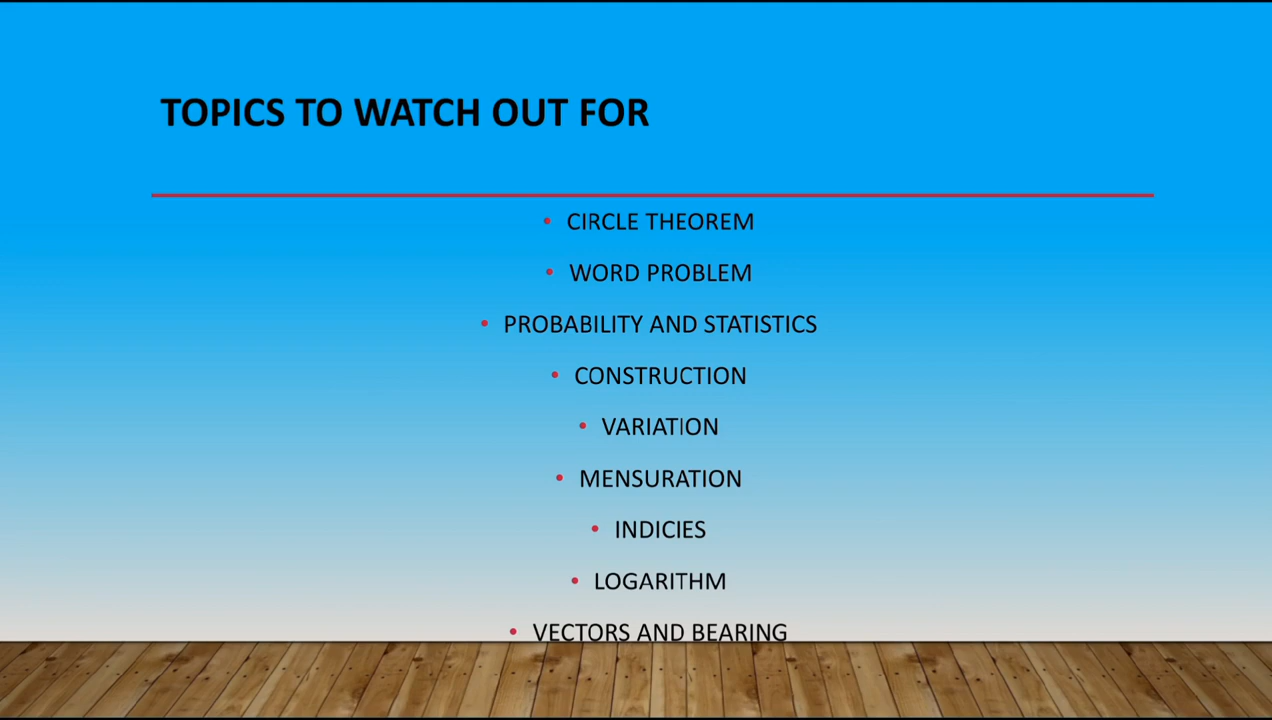 TOPICS TO WATCH OUT FOR
• CIRCLE THEOREM
• WORD PROBLEM
• PROBABILITY AND STATISTICS
• CONSTRUCTION
• VARIATION
• MENSURATION
• INDICIES
• LOGARITHM
• VECTORS AND BEARING